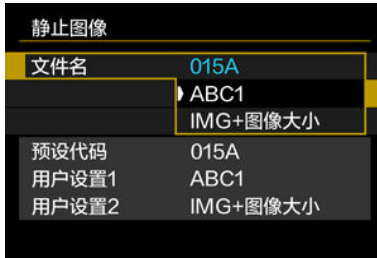 静止图像
文件名 015A
ABC1
IMG+图像大小
预设代码 015A
用户设置1 ABC1
用户设置2 IMG+图像大小